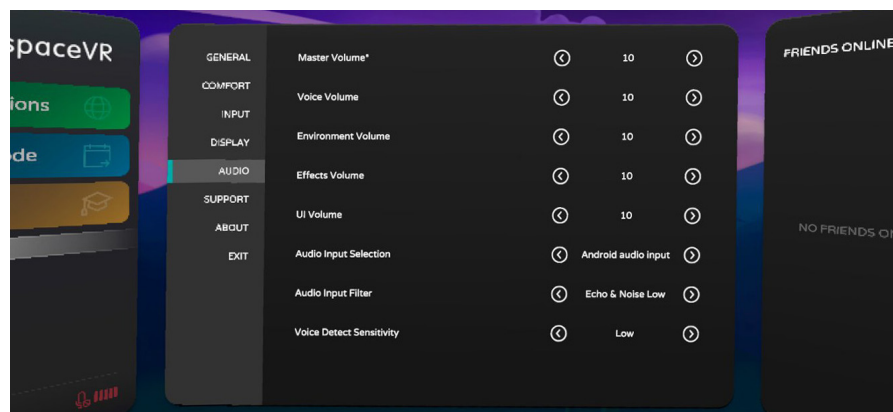 spaceVR
ions
ode
GENERAL
COMFORT
INPUT
DISPLAY
AUDIO
SUPPORT
ABOUT
EXIT
Master Volume* 10
Voice Volume 10
Environment Volume 10
Effects Volume 10
UI Volume 10
Audio Input Selection Android audio input
Audio Input Filter Echo & Noise Low
Voice Detect Sensitivity Low
FRIENDS ONLINE
NO FRIENDS ON